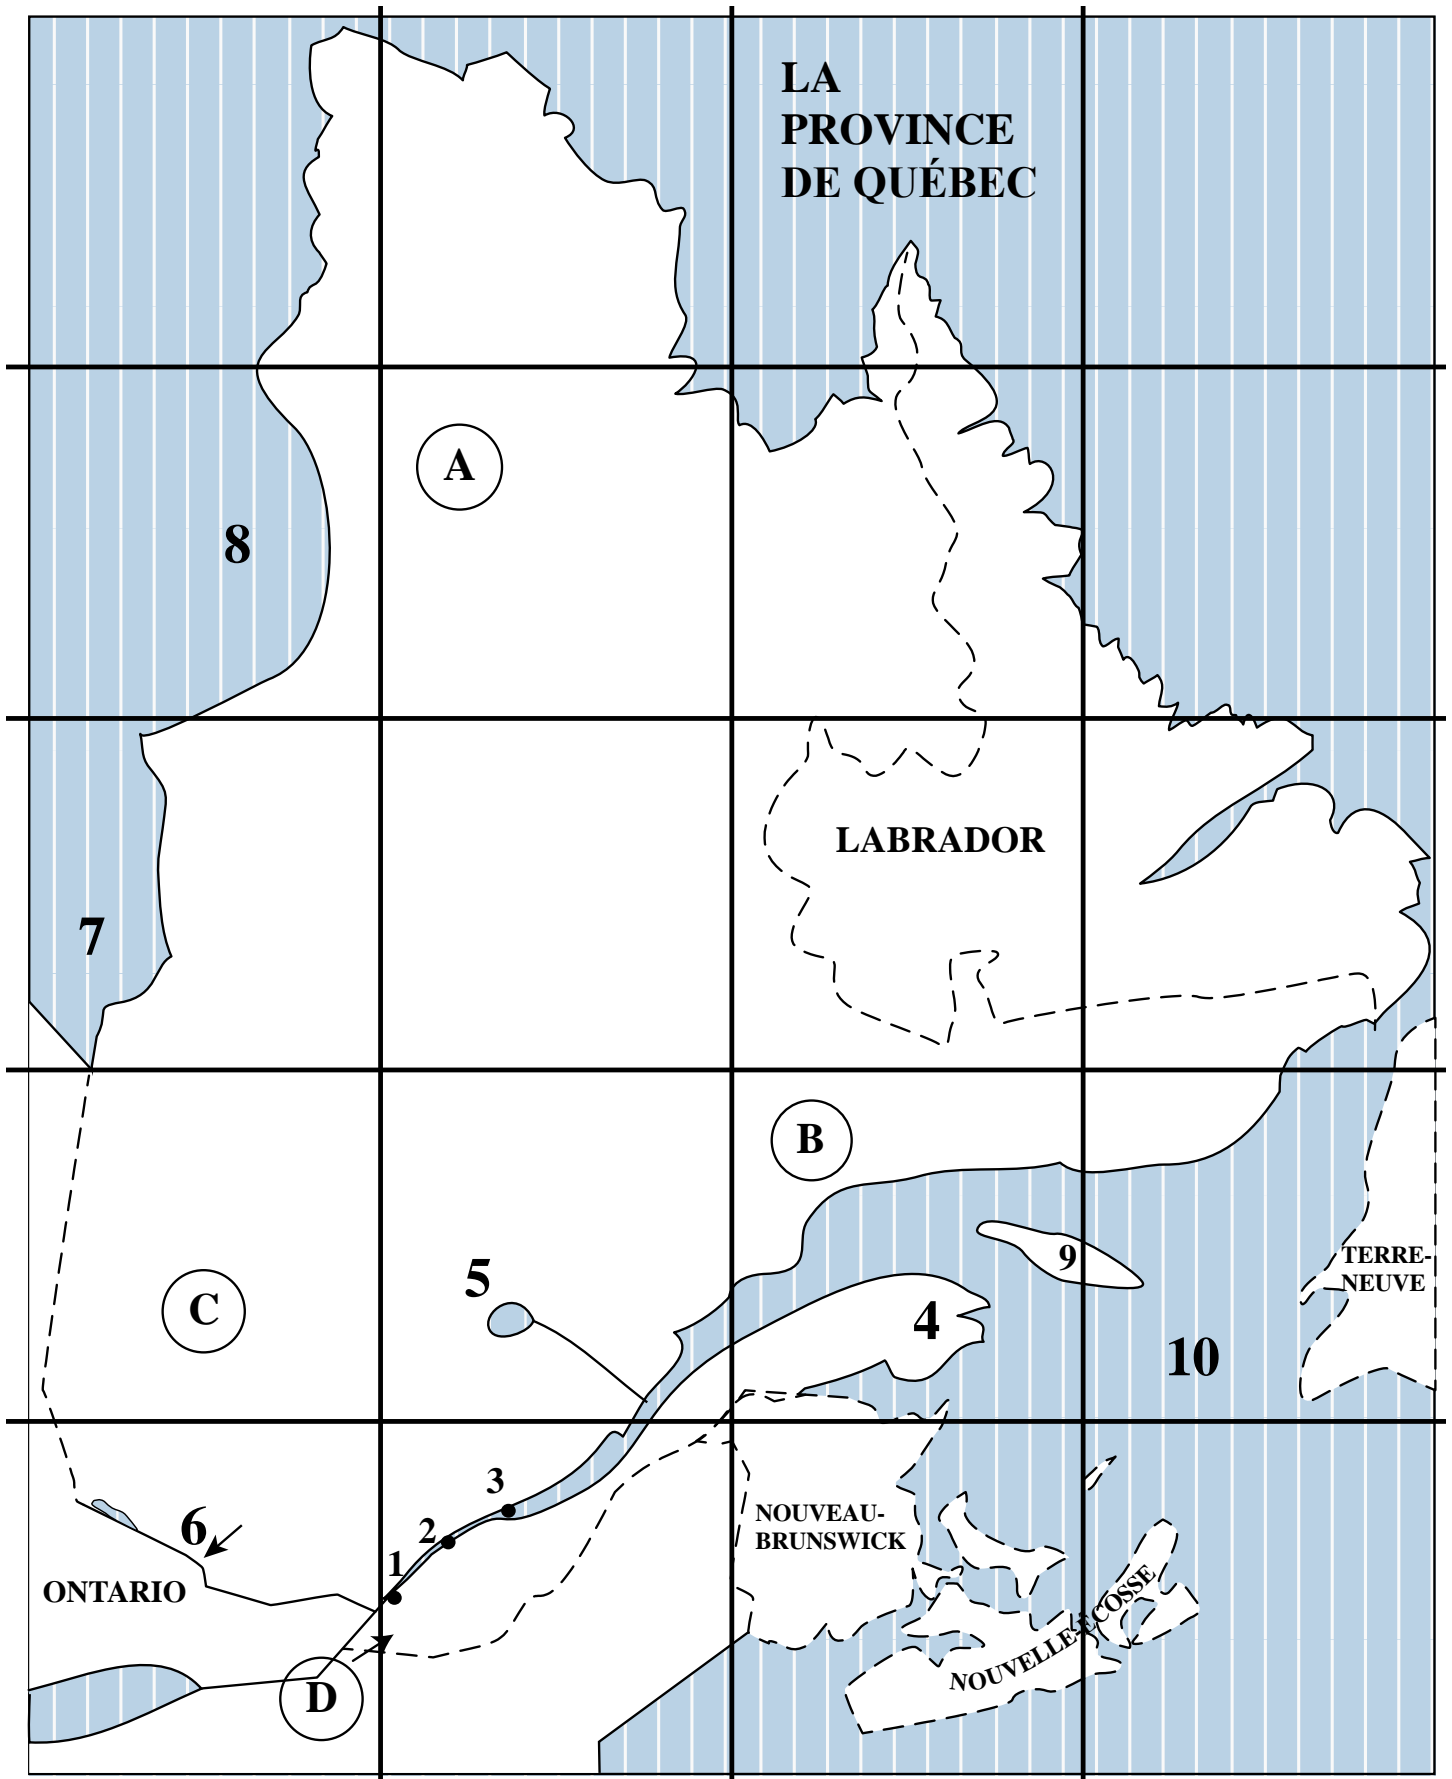 LA
PROVINCE
DE QUÉBEC
A
8
LABRADOR
7
B
9
TERRE-
NEUVE
5
C
4
10
3
6
2
NOUVEAU-
BRUNSWICK
1
ONTARIO
NOUVELLE-ÉCOSSE
D